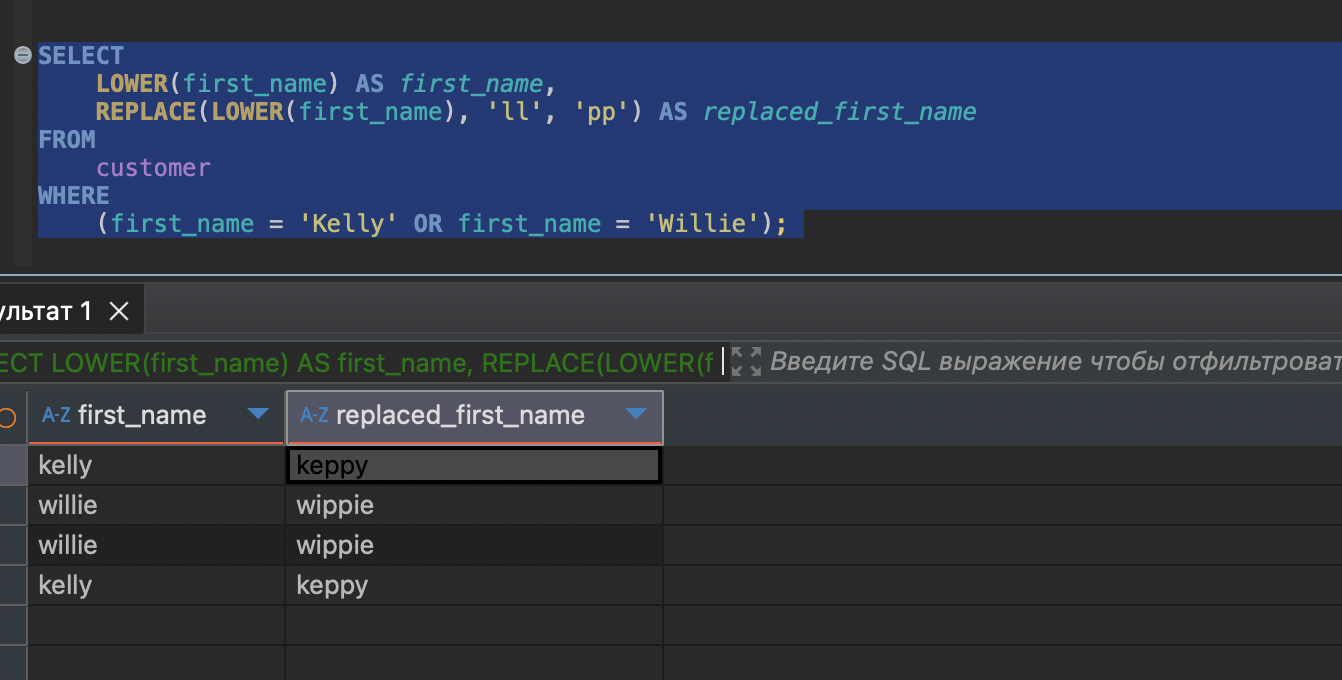 SELECT
LOWER(first_name) AS first_name,
REPLACE(LOWER(first_name), 'll', 'pp') AS replaced_first_name
FROM
customer
WHERE
(first_name = 'Kelly' OR first_name = 'Willie');
ультат 1
ECT LOWER(first_name) AS first_name, REPLACE(LOWER(f Введите SQL выражение чтобы отфильтроват
A-Z first_name A-Z replaced_first_name
kelly keppy
willie wippie
willie wippie
kelly keppy